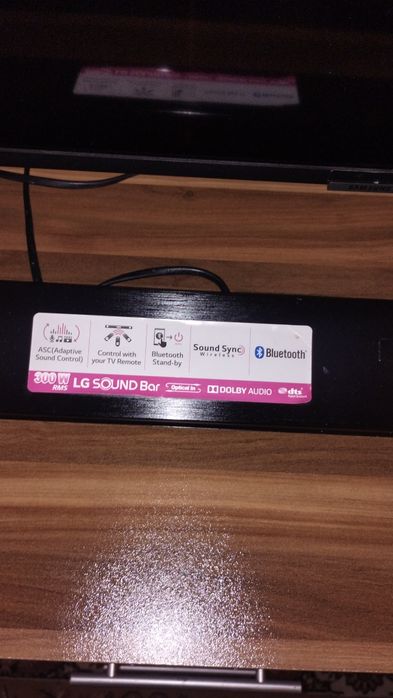 SAMSUNG
ASC(Adaptive
Sound Control)
Control with
your TV Remote
Bluetooth
Stand-by
Sound Sync
Wireless
Bluetooth
300 W
RMS
LG SOUND Bar
Optical In
DOLBY AUDIO
dts